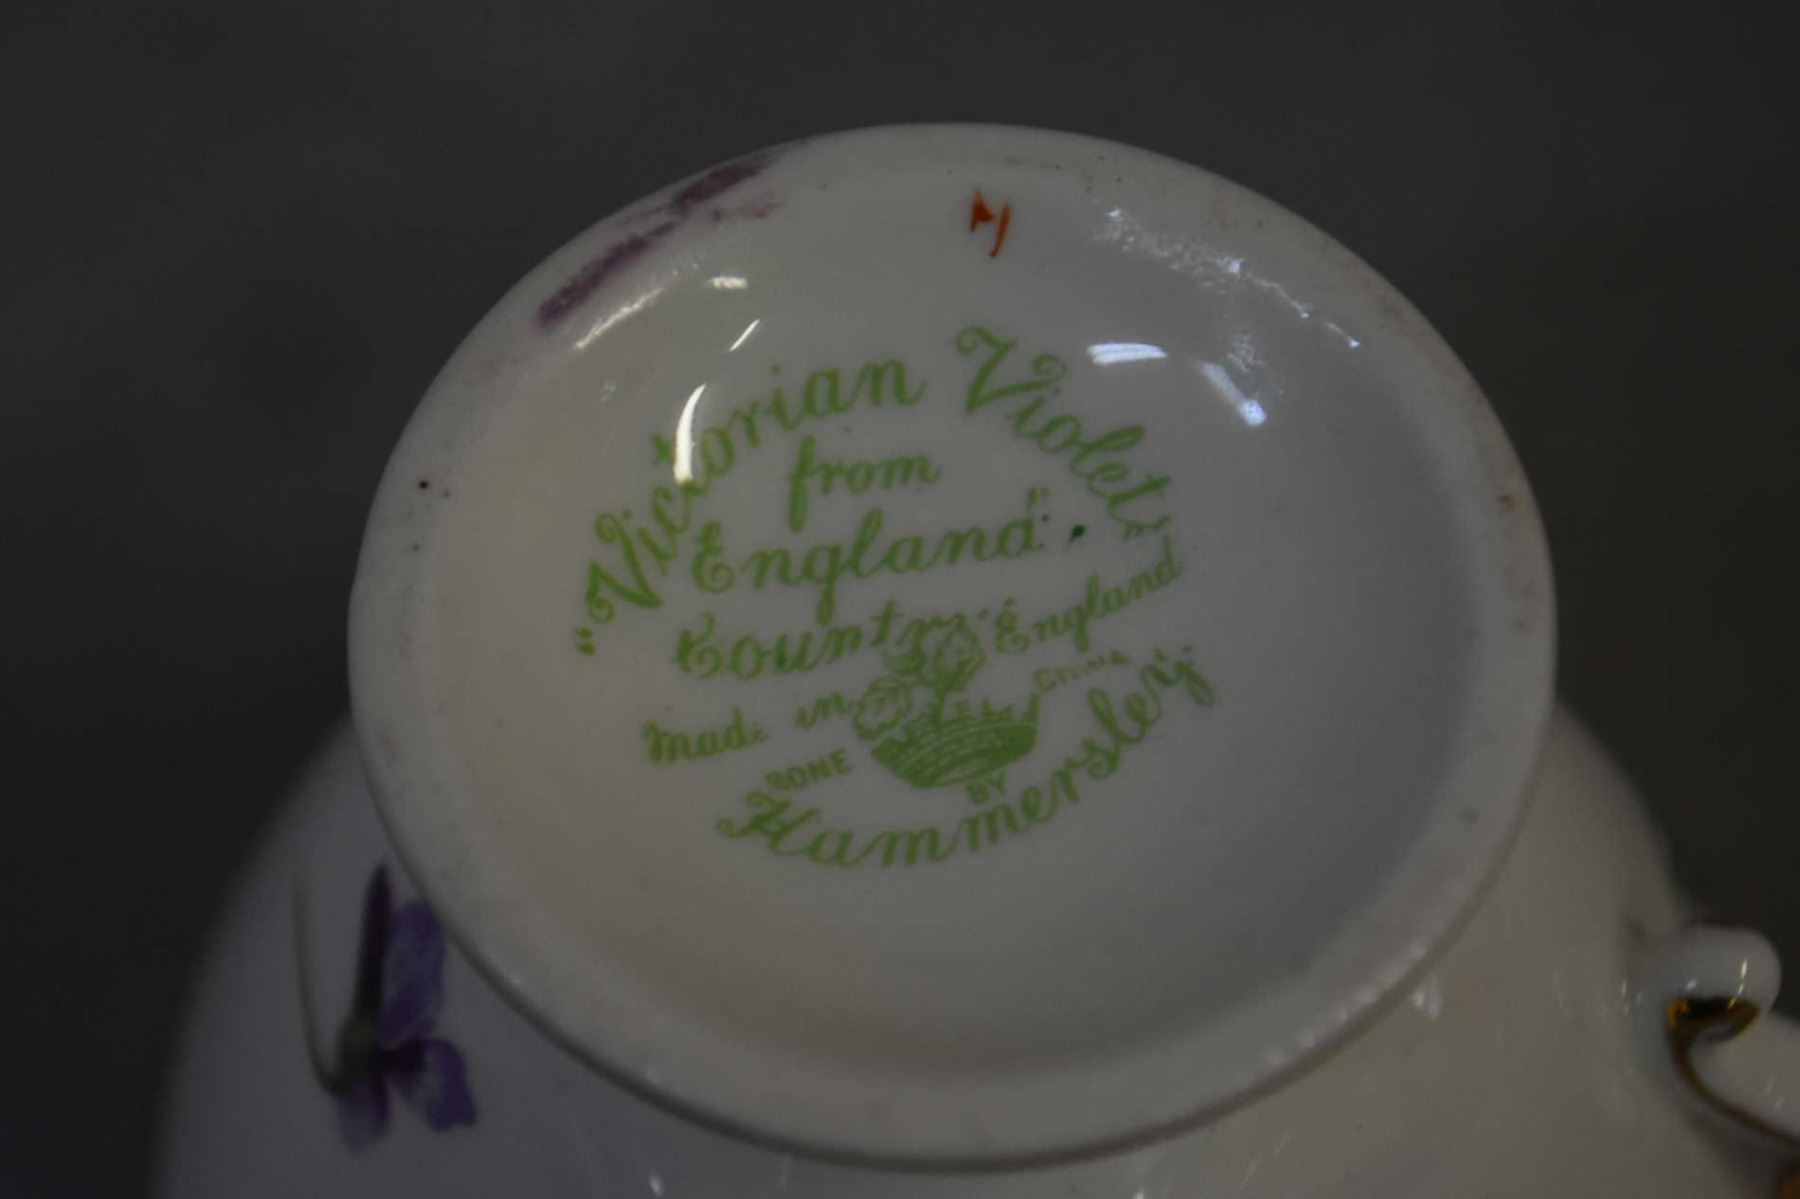 "Victorian Violets
from
England"
Country
Made in England
BONE CHINA
BY
Hammersley